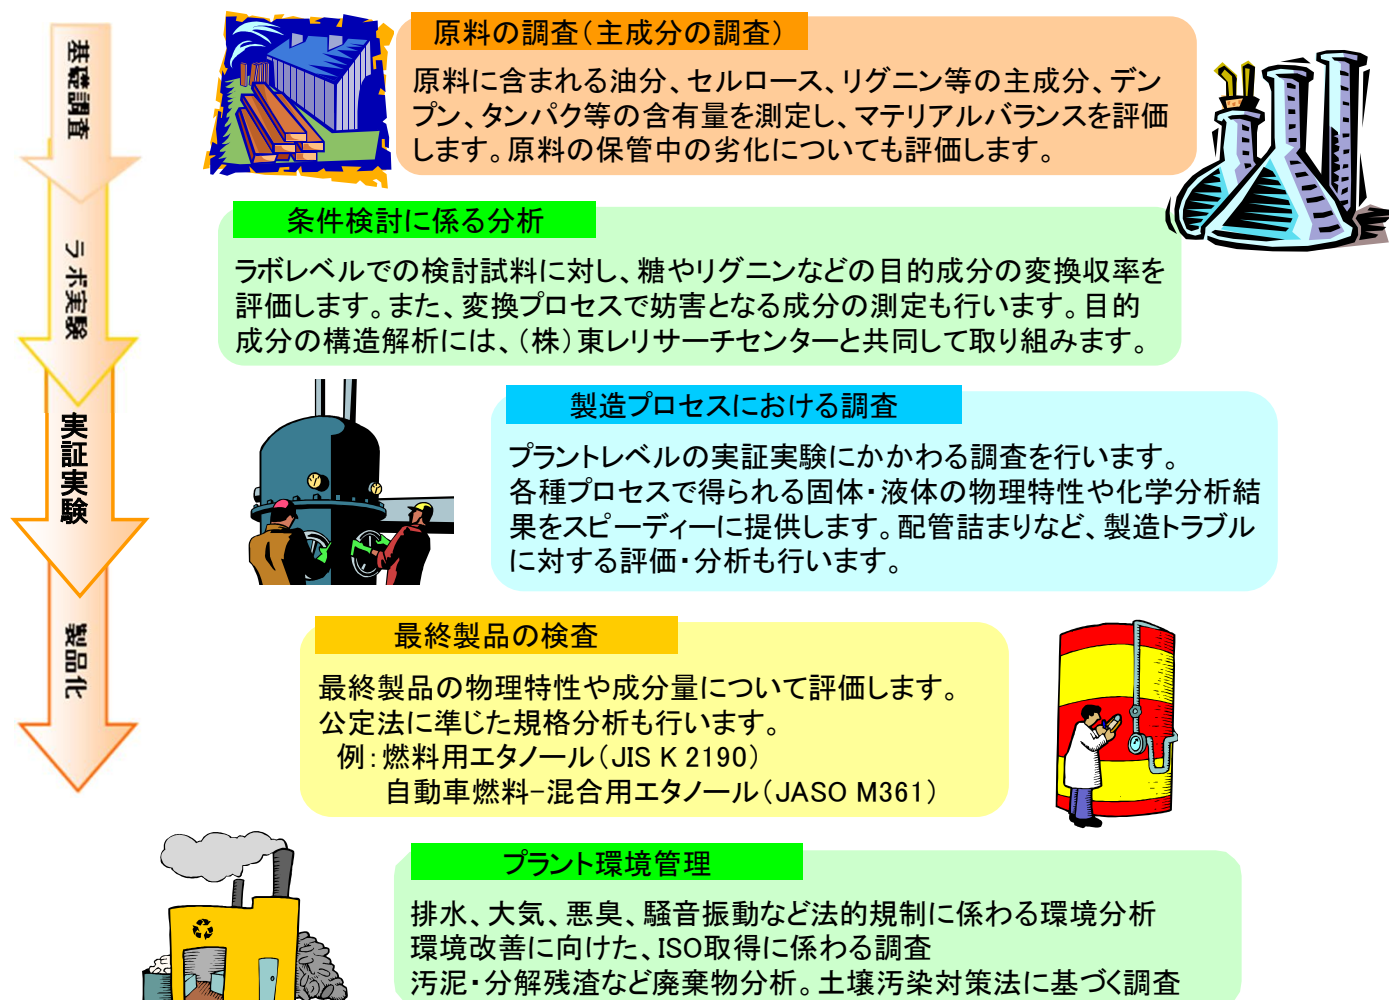 基礎調査
ラボ実験
実証実験
製品化
原料の調査（主成分の調査）
原料に含まれる油分、セルロース、リグニン等の主成分、デン
プン、タンパク等の含有量を測定し、マテリアルバランスを評価
します。原料の保管中の劣化についても評価します。
条件検討に係る分析
ラボレベルでの検討試料に対し、糖やリグニンなどの目的成分の変換収率を
評価します。また、変換プロセスで妨害となる成分の測定も行います。目的
成分の構造解析には、（株）東レリサーチセンターと共同して取り組みます。
製造プロセスにおける調査
プラントレベルの実証実験にかかわる調査を行います。
各種プロセスで得られる固体・液体の物理特性や化学分析結
果をスピーディーに提供します。配管詰まりなど、製造トラブル
に対する評価・分析も行います。
最終製品の検査
最終製品の物理特性や成分量について評価します。
公定法に準じた規格分析も行います。
例：燃料用エタノール（JIS K 2190）
自動車燃料−混合用エタノール（JASO M361）
プラント環境管理
排水、大気、悪臭、騒音振動など法的規制に係わる環境分析
環境改善に向けた、ISO取得に係わる調査
汚泥・分解残渣など廃棄物分析。土壌汚染対策法に基づく調査